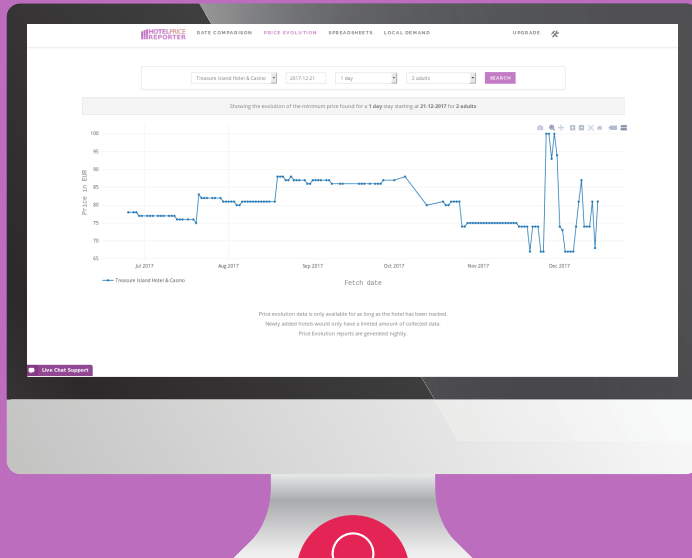 HOTELPRICE
REPORTER
RATE COMPARISON PRICE EVOLUTION SPREADSHEETS LOCAL DEMAND UPGRADE
Treasure Island Hotel & Casino 2017-12-21 1 day 2 adults SEARCH
Showing the evolution of the minimum price found for a 1 day stay starting at 21-12-2017 for 2 adults
100
95
90
85
80
75
70
65
Price in EUR
Jul 2017 Aug 2017 Sep 2017 Oct 2017 Nov 2017 Dec 2017
Fetch date
Treasure Island Hotel & Casino
Price evolution data is only available for as long as the hotel has been tracked.
Newly added hotels would only have a limited amount of collected data.
Price Evolution reports are generated nightly.
Live Chat Support